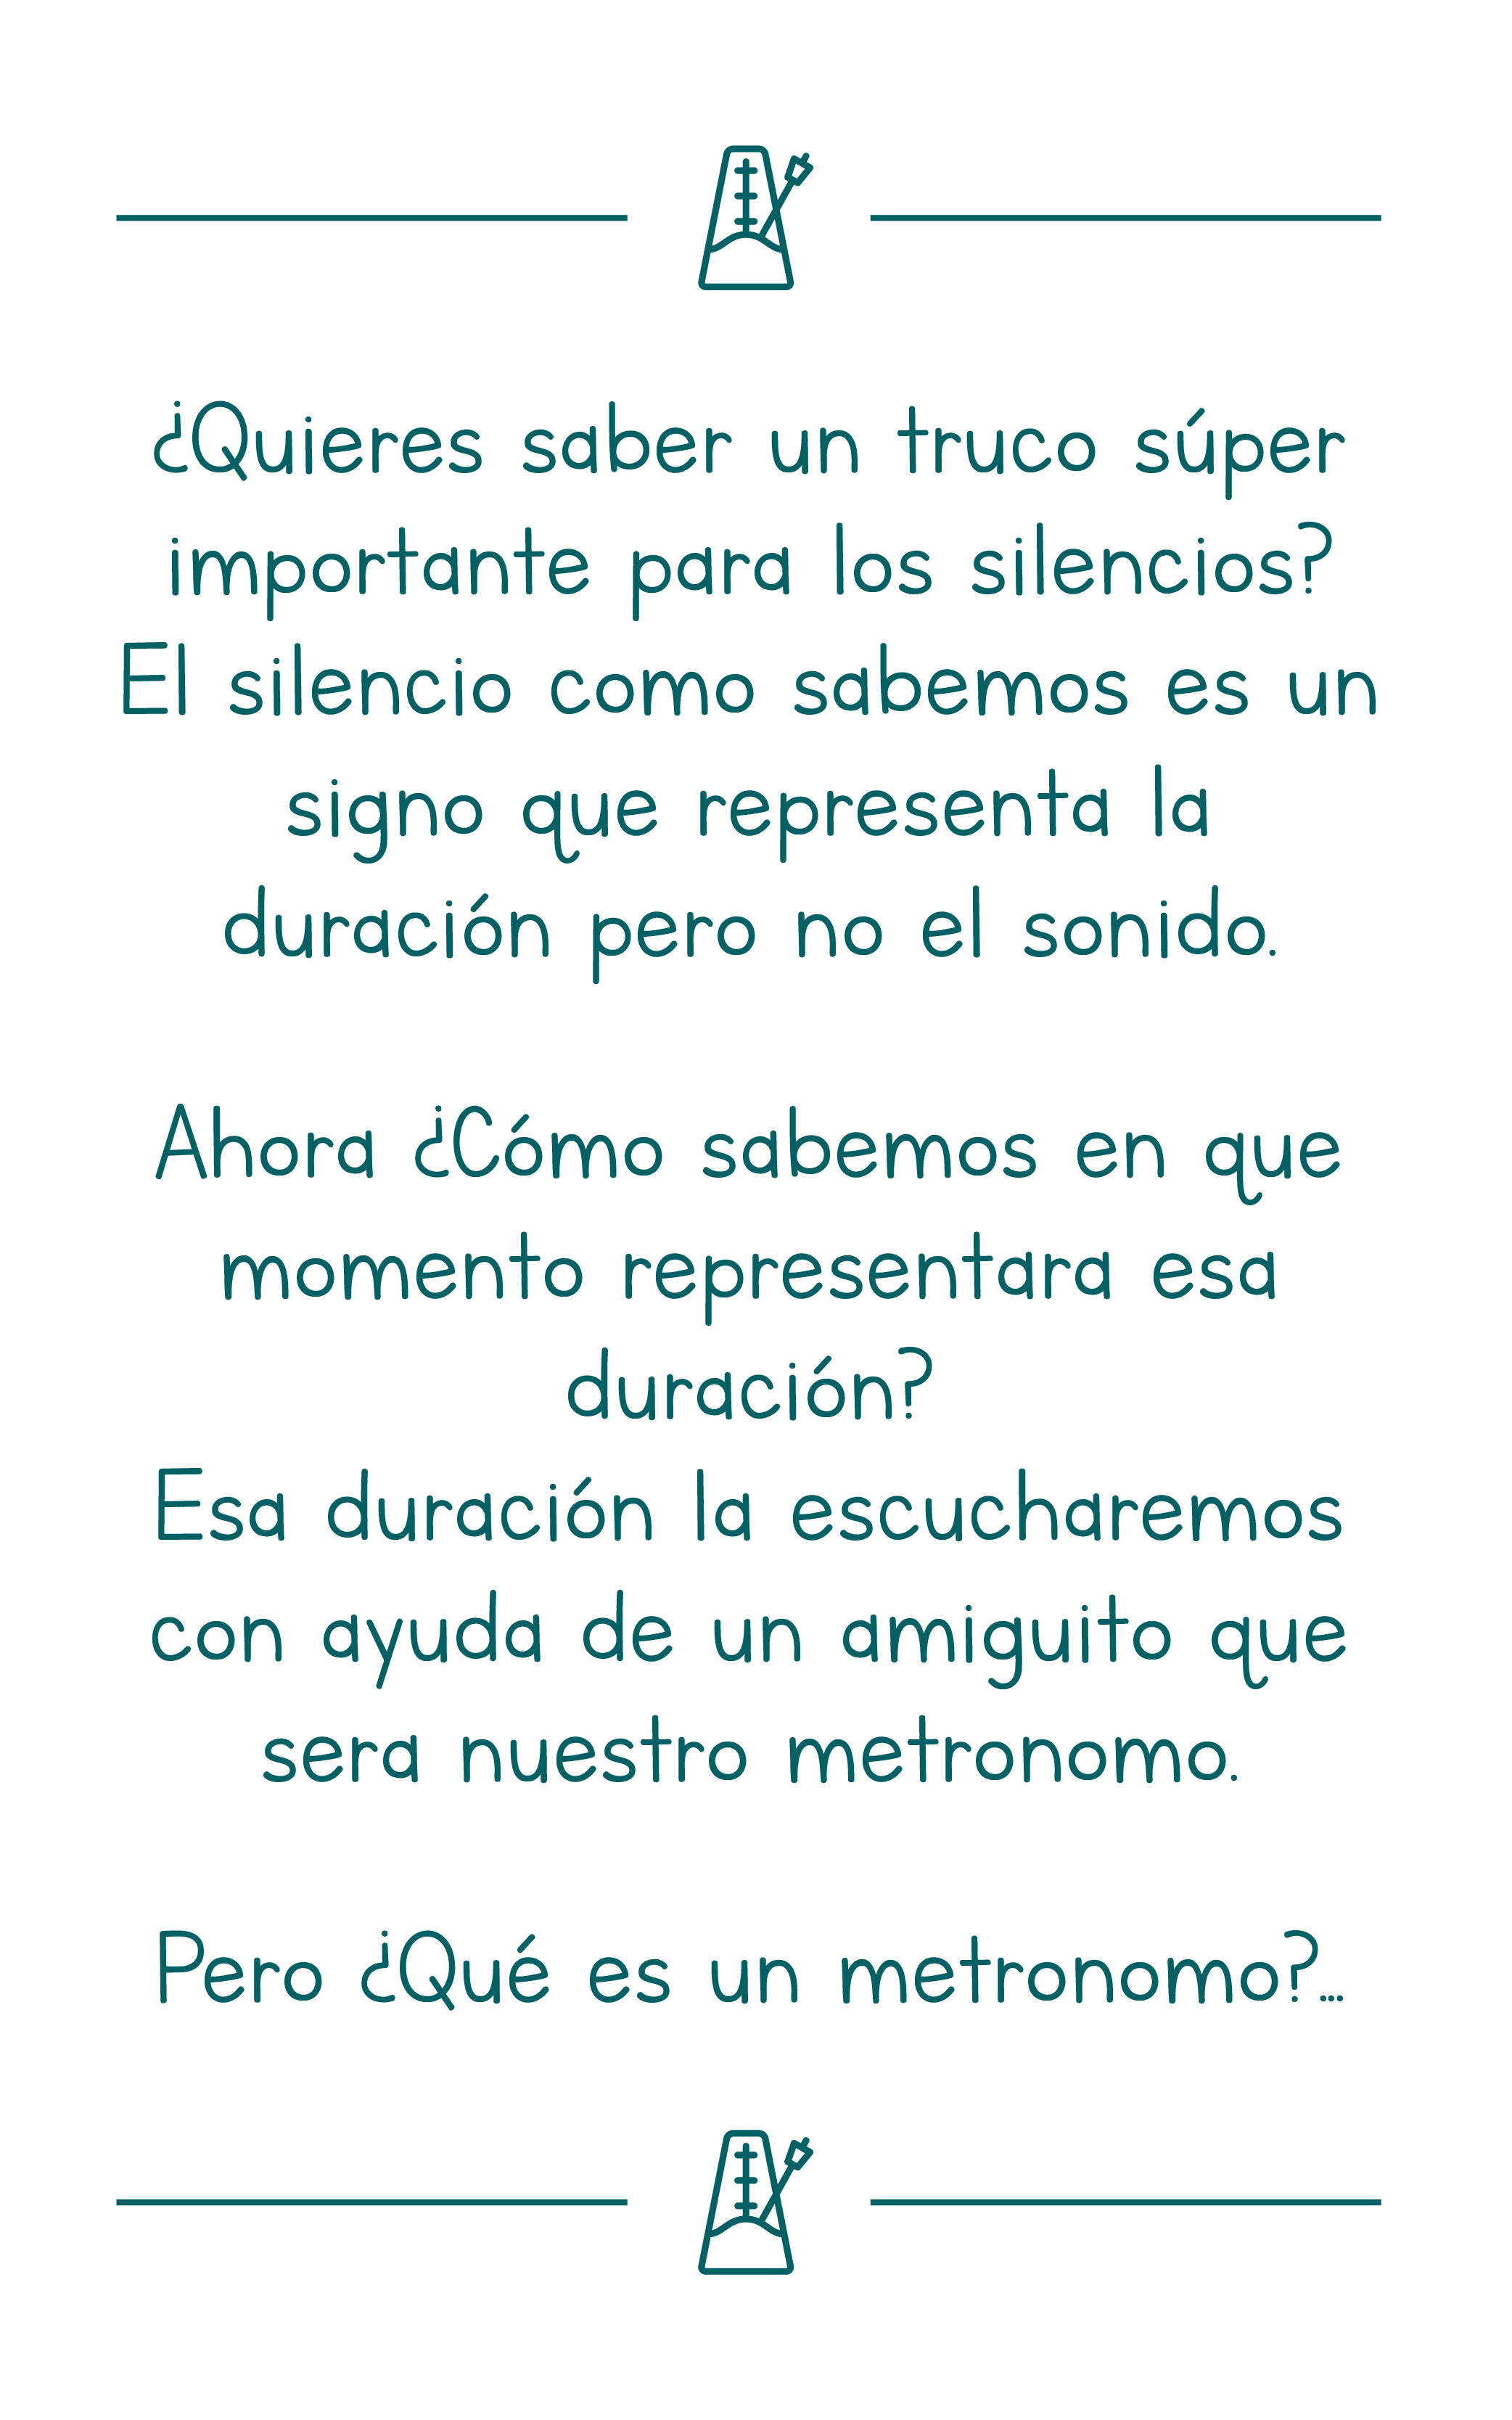 ¿Quieres saber un truco súper
importante para los silencios?
El silencio como sabemos es un
signo que representa la
duración pero no el sonido.
Ahora ¿Cómo sabemos en que
momento representara esa
duración?
Esa duración la escucharemos
con ayuda de un amiguito que
sera nuestro metronomo.
Pero ¿Qué es un metronomo?...